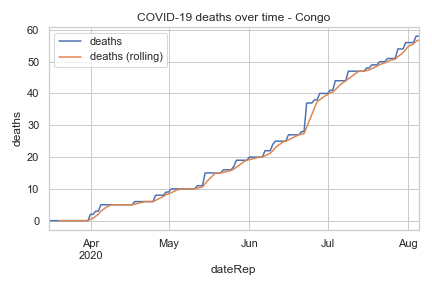 COVID-19 deaths over time - Congo
deaths
deaths (rolling)
deaths
60
50
40
30
20
10
0
Apr
2020
May
Jun
Jul
Aug
dateRep